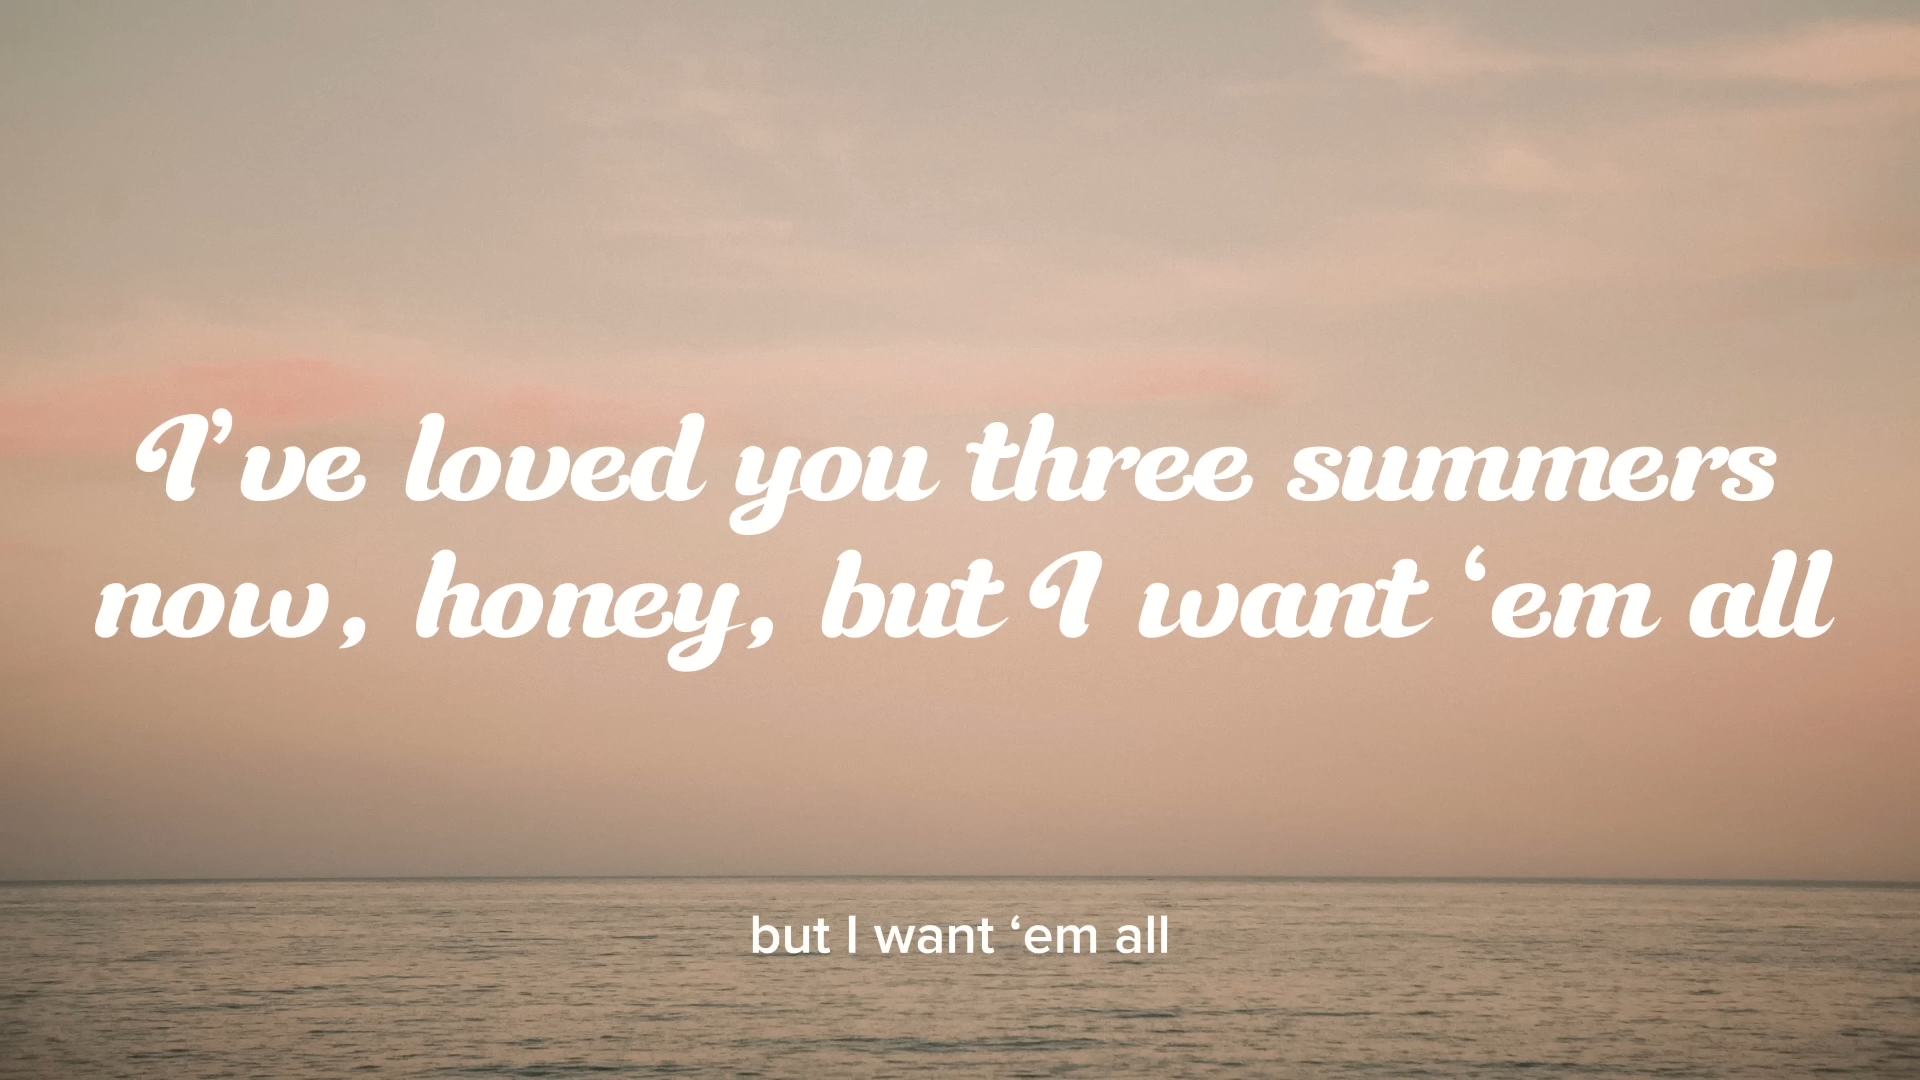 I’ve loved you three summers
now, honey, but I want ‘em all
but I want ‘em all